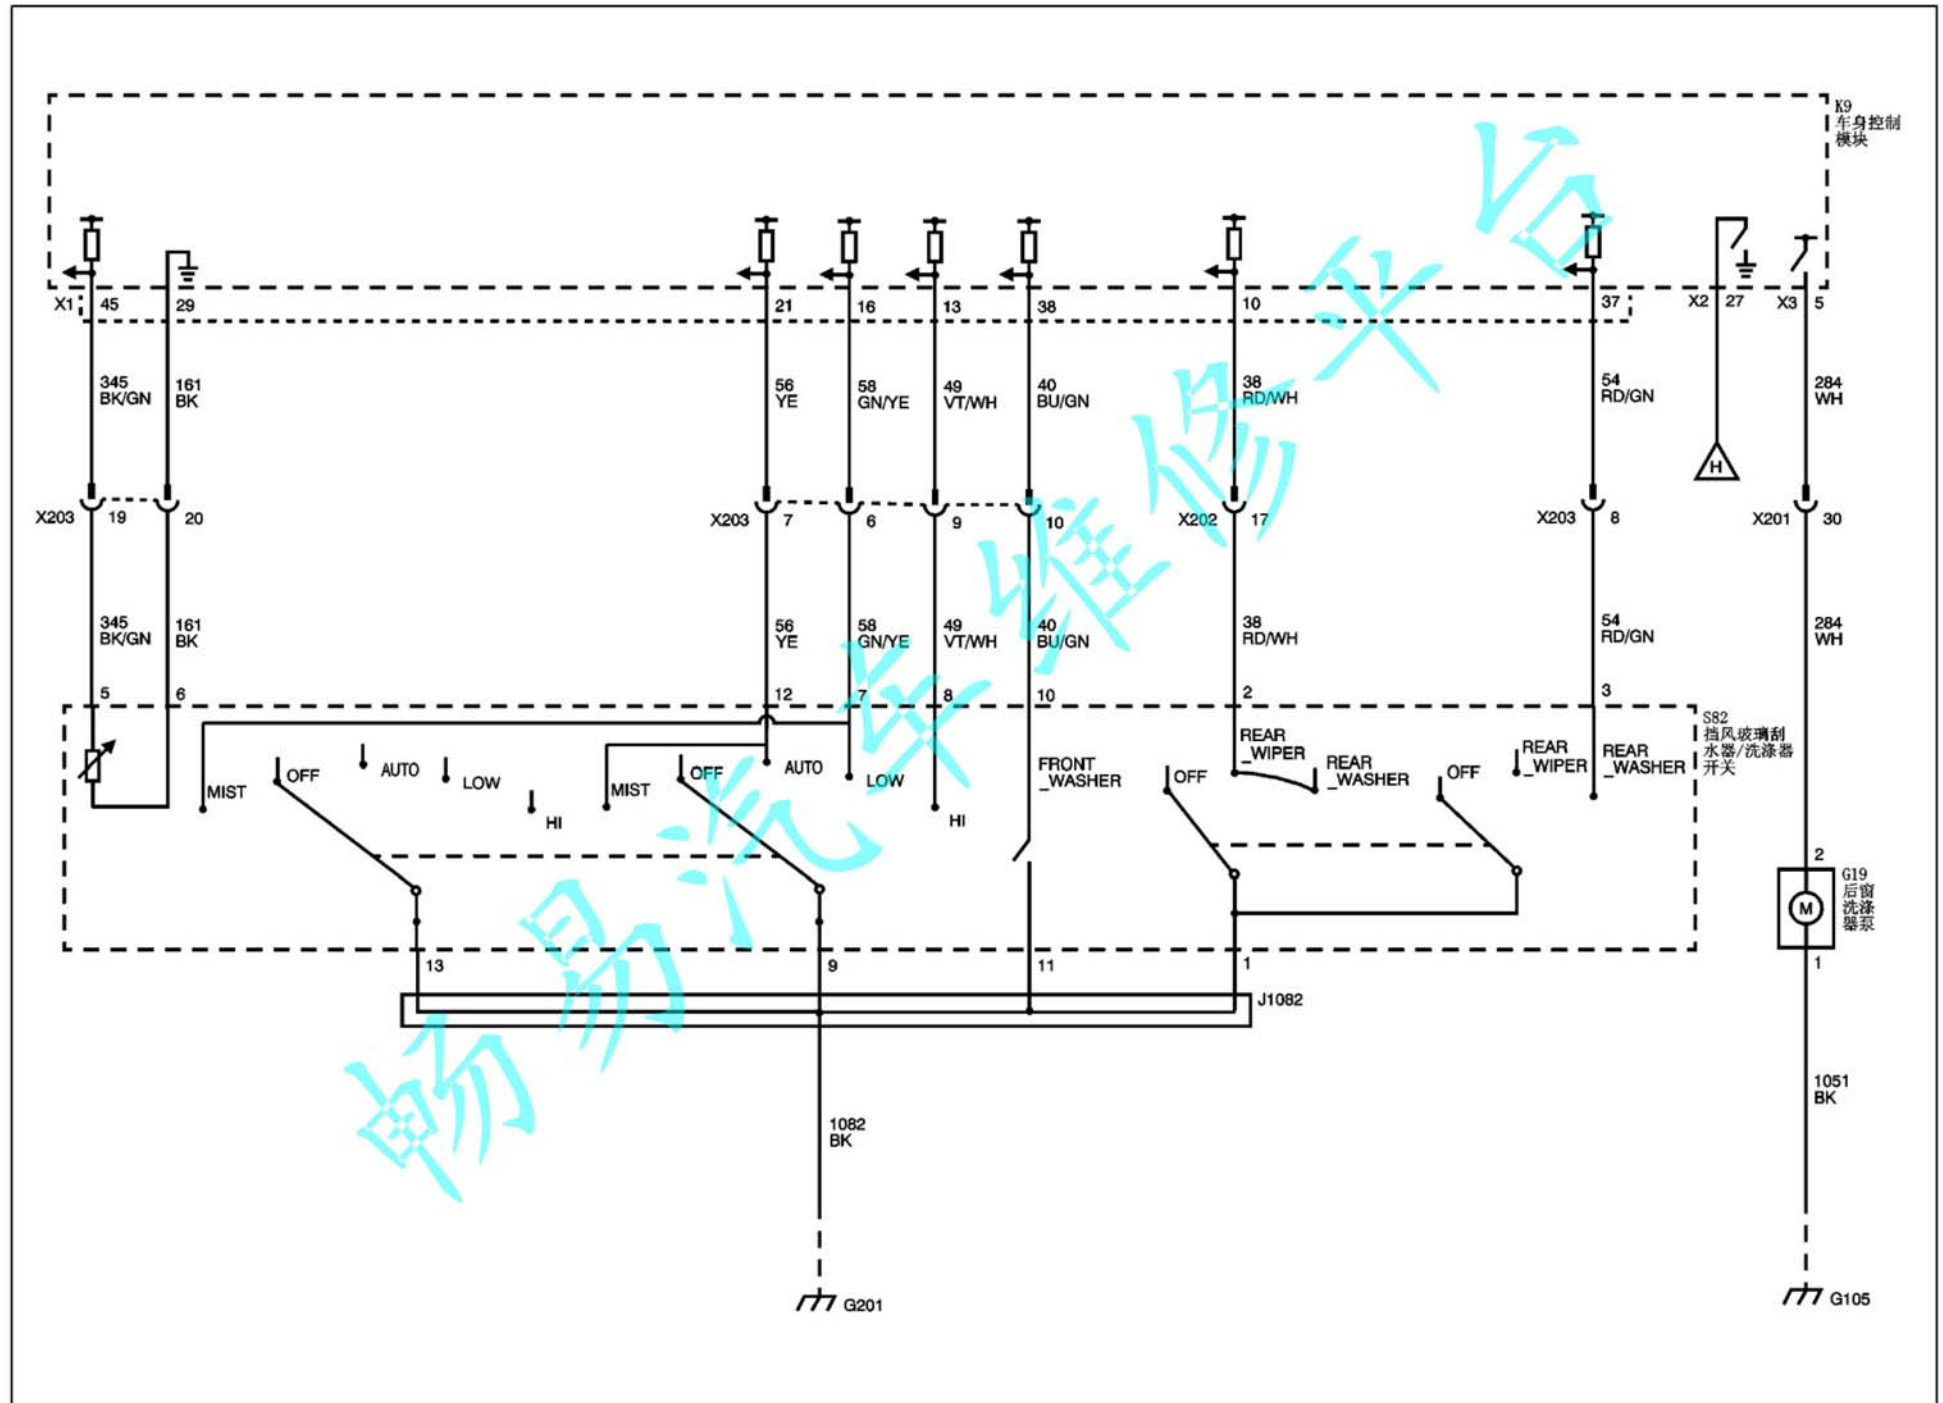 K9
车身控制
模块
X1 45 29 21 16 13 38 10 37 X2 27 X3 5
345 161 56 58 49 40 38 54 284
BK/GN BK YE GN/YE VT/WH BU/GN RD/WH RD/GN WH
H
X203 19 20 X203 7 6 9 10 X202 17 X203 8 X201 30
345 161 56 58 49 40 38 54 284
BK/GN BK YE GN/YE VT/WH BU/GN RD/WH RD/GN WH
5 6 12 7 8 10 2 3
S82
挡风玻璃刮
水器/洗涤器
开关
MIST OFF AUTO LOW HI MIST OFF AUTO LOW HI
FRONT
_WASHER
OFF
REAR
_WIPER
REAR
_WASHER
OFF
REAR
_WIPER
REAR
_WASHER
2
G19
后窗
洗涤
器泵
M
13 9 11 1 1
J1082
1082
BK
1051
BK
G201 G105
畅易汽车维修平台